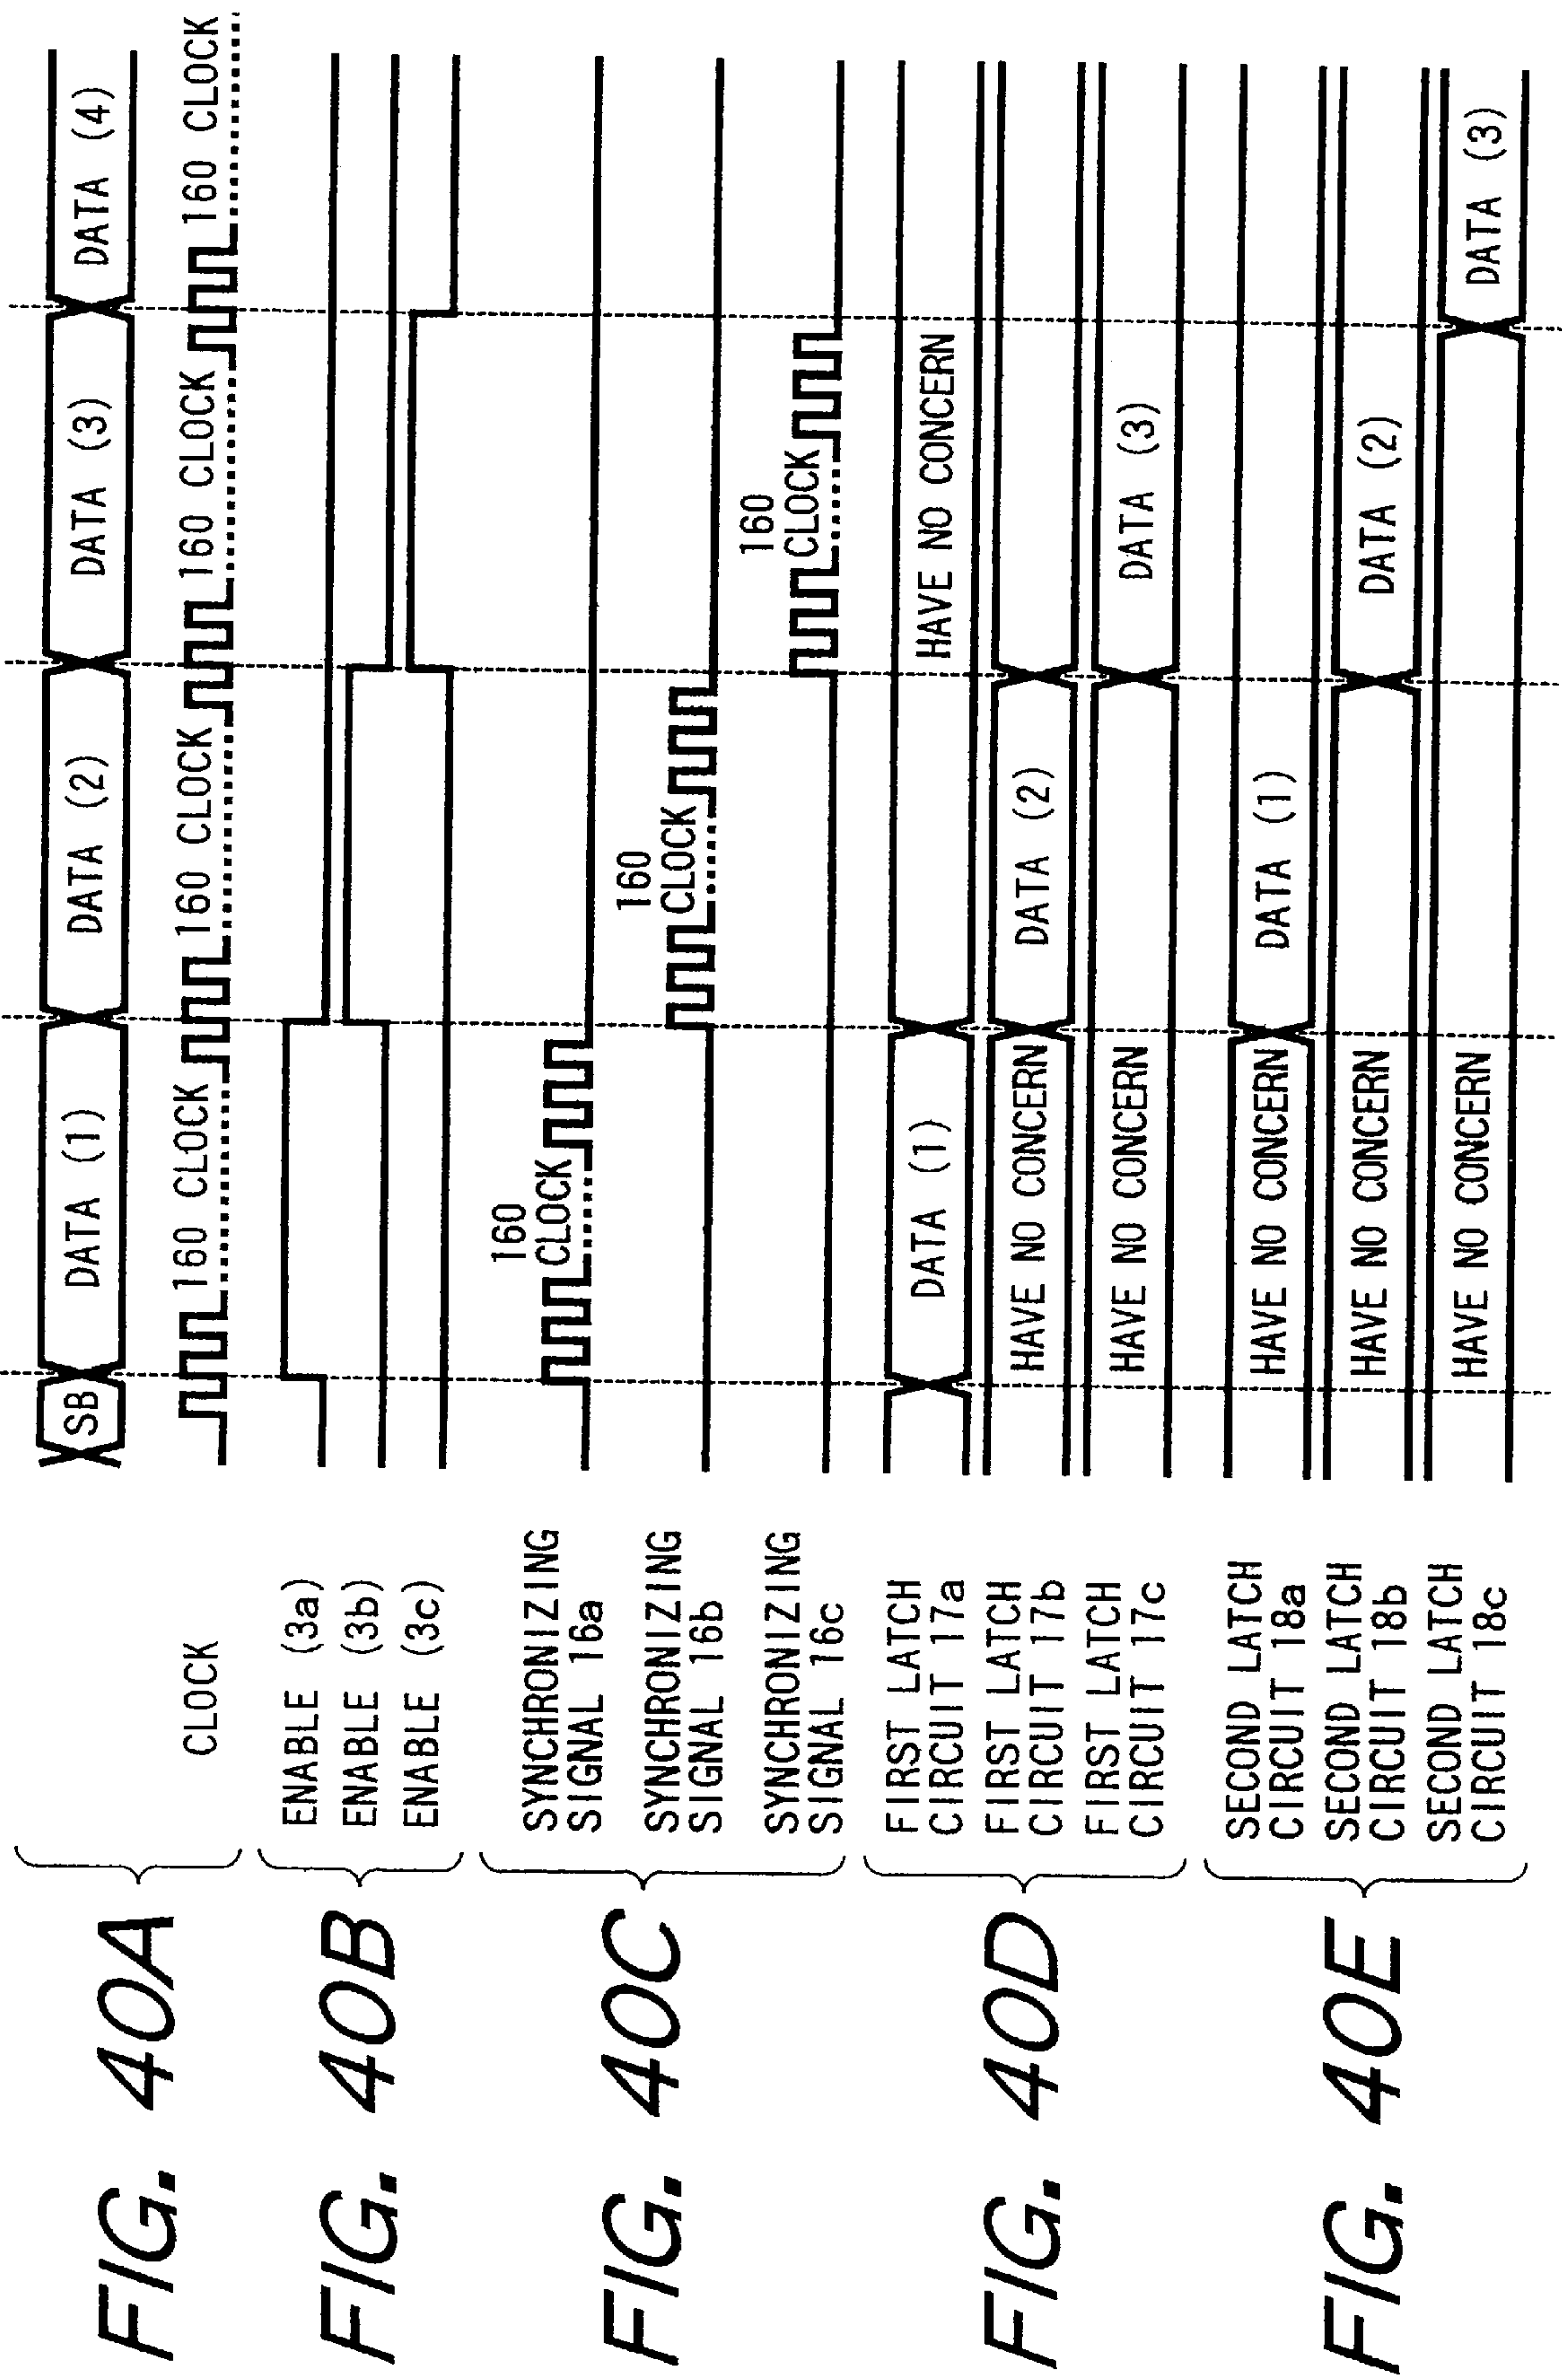 FIG. 40A
SB
DATA (1)
DATA (2)
DATA (3)
DATA (4)
CLOCK
160 CLOCK
160 CLOCK
160 CLOCK
160 CLOCK
FIG. 40B
ENABLE (3a)
ENABLE (3b)
ENABLE (3c)
FIG. 40C
SYNCHRONIZING
SIGNAL 16a
160
CLOCK
SYNCHRONIZING
SIGNAL 16b
160
CLOCK
SYNCHRONIZING
SIGNAL 16c
160
CLOCK
FIG. 40D
FIRST LATCH
CIRCUIT 17a
DATA (1)
HAVE NO CONCERN
FIRST LATCH
CIRCUIT 17b
HAVE NO CONCERN
DATA (2)
FIRST LATCH
CIRCUIT 17c
HAVE NO CONCERN
DATA (3)
FIG. 40E
SECOND LATCH
CIRCUIT 18a
HAVE NO CONCERN
DATA (1)
SECOND LATCH
CIRCUIT 18b
HAVE NO CONCERN
DATA (2)
SECOND LATCH
CIRCUIT 18c
HAVE NO CONCERN
DATA (3)